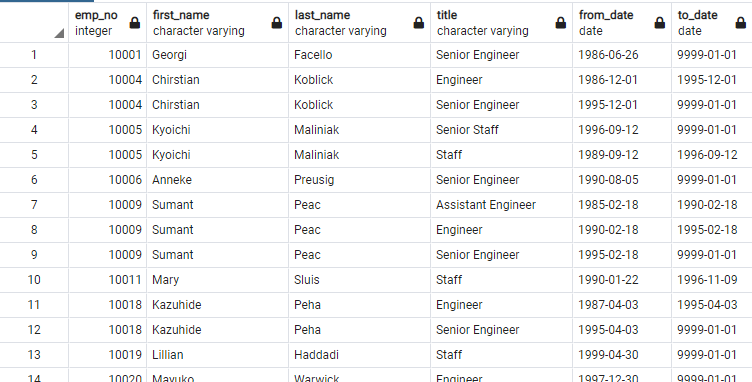 emp_no first_name last_name title from_date to_date
integer character varying character varying character varying date date
1 10001 Georgi Facello Senior Engineer 1986-06-26 9999-01-01
2 10004 Chirstian Koblick Engineer 1986-12-01 1995-12-01
3 10004 Chirstian Koblick Senior Engineer 1995-12-01 9999-01-01
4 10005 Kyoichi Maliniak Senior Staff 1996-09-12 9999-01-01
5 10005 Kyoichi Maliniak Staff 1989-09-12 1996-09-12
6 10006 Anneke Preusig Senior Engineer 1990-08-05 9999-01-01
7 10009 Sumant Peac Assistant Engineer 1985-02-18 1990-02-18
8 10009 Sumant Peac Engineer 1990-02-18 1995-02-18
9 10009 Sumant Peac Senior Engineer 1995-02-18 9999-01-01
10 10011 Mary Sluis Staff 1990-01-22 1996-11-09
11 10018 Kazuhide Peha Engineer 1987-04-03 1995-04-03
12 10018 Kazuhide Peha Senior Engineer 1995-04-03 9999-01-01
13 10019 Lillian Haddadi Staff 1999-04-30 9999-01-01
14 10020 Mayuko Warwick Engineer 1997-12-30 9999-01-01